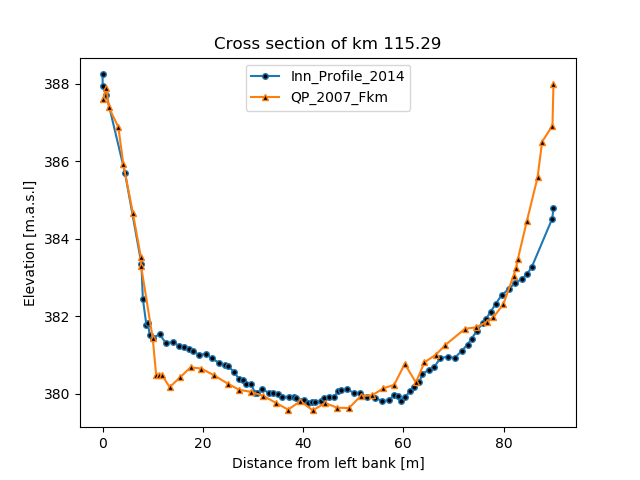 Cross section of km 115.29
Inn_Profile_2014
QP_2007_Fkm
388
386
384
382
380
Elevation [m.a.s.l]
0 20 40 60 80
Distance from left bank [m]